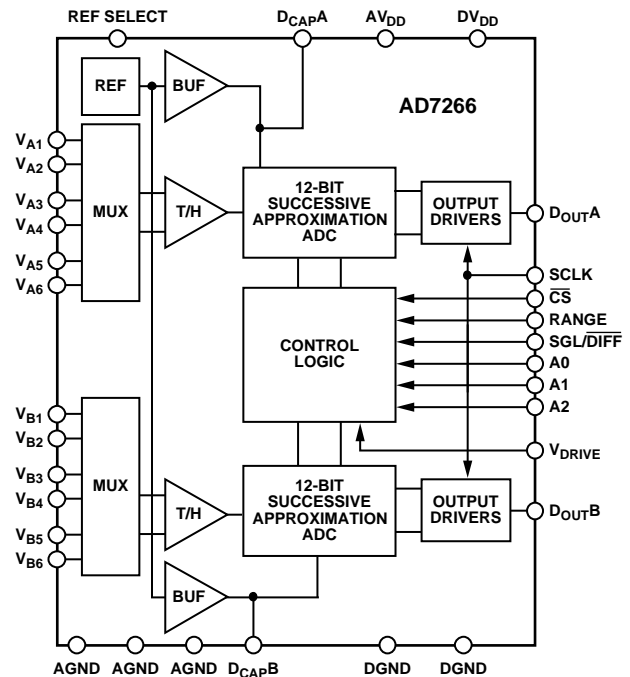 REF SELECT
DCAPA
AVDD
DVDD
REF
BUF
AD7266
VA1
VA2
VA3
VA4
VA5
VA6
MUX
T/H
12-BIT
SUCCESSIVE
APPROXIMATION
ADC
OUTPUT
DRIVERS
DOUTA
SCLK
CS
RANGE
SGL/DIFF
A0
A1
A2
VDRIVE
CONTROL
LOGIC
VB1
VB2
VB3
VB4
VB5
VB6
MUX
T/H
12-BIT
SUCCESSIVE
APPROXIMATION
ADC
OUTPUT
DRIVERS
DOUTB
BUF
AGND
AGND
AGND
DCAPB
DGND
DGND